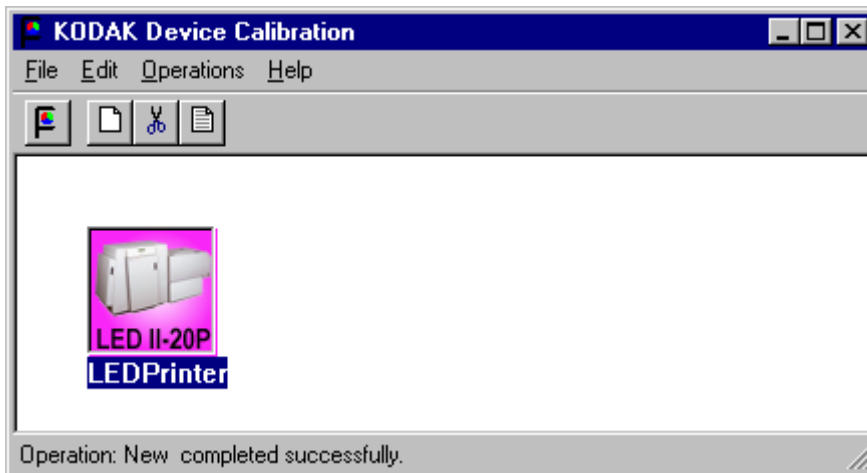 KODAK Device Calibration
File Edit Operations Help
LED II-20P
LEDPrinter
Operation: New  completed successfully.